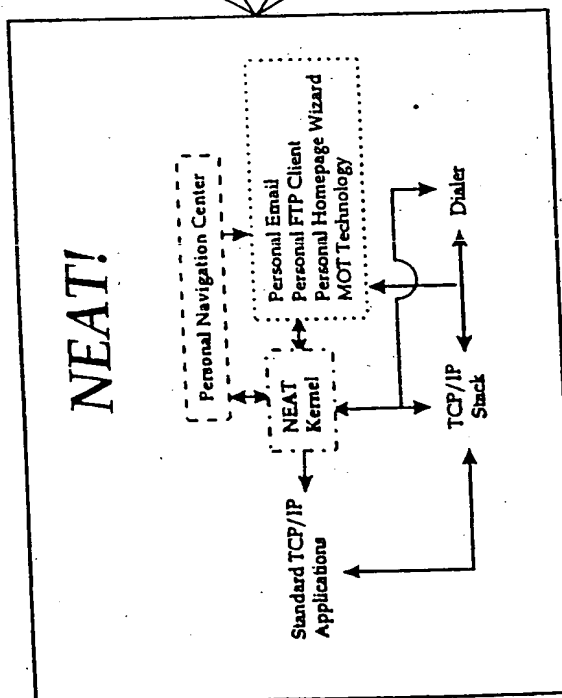 NEAT!
Personal Navigation Center
Personal Email
Personal FTP Client
Personal Homepage Wizard
MOT Technology
NEAT
Kernel
Standard TCP/IP
Applications
TCP/IP
Stack
Dialer